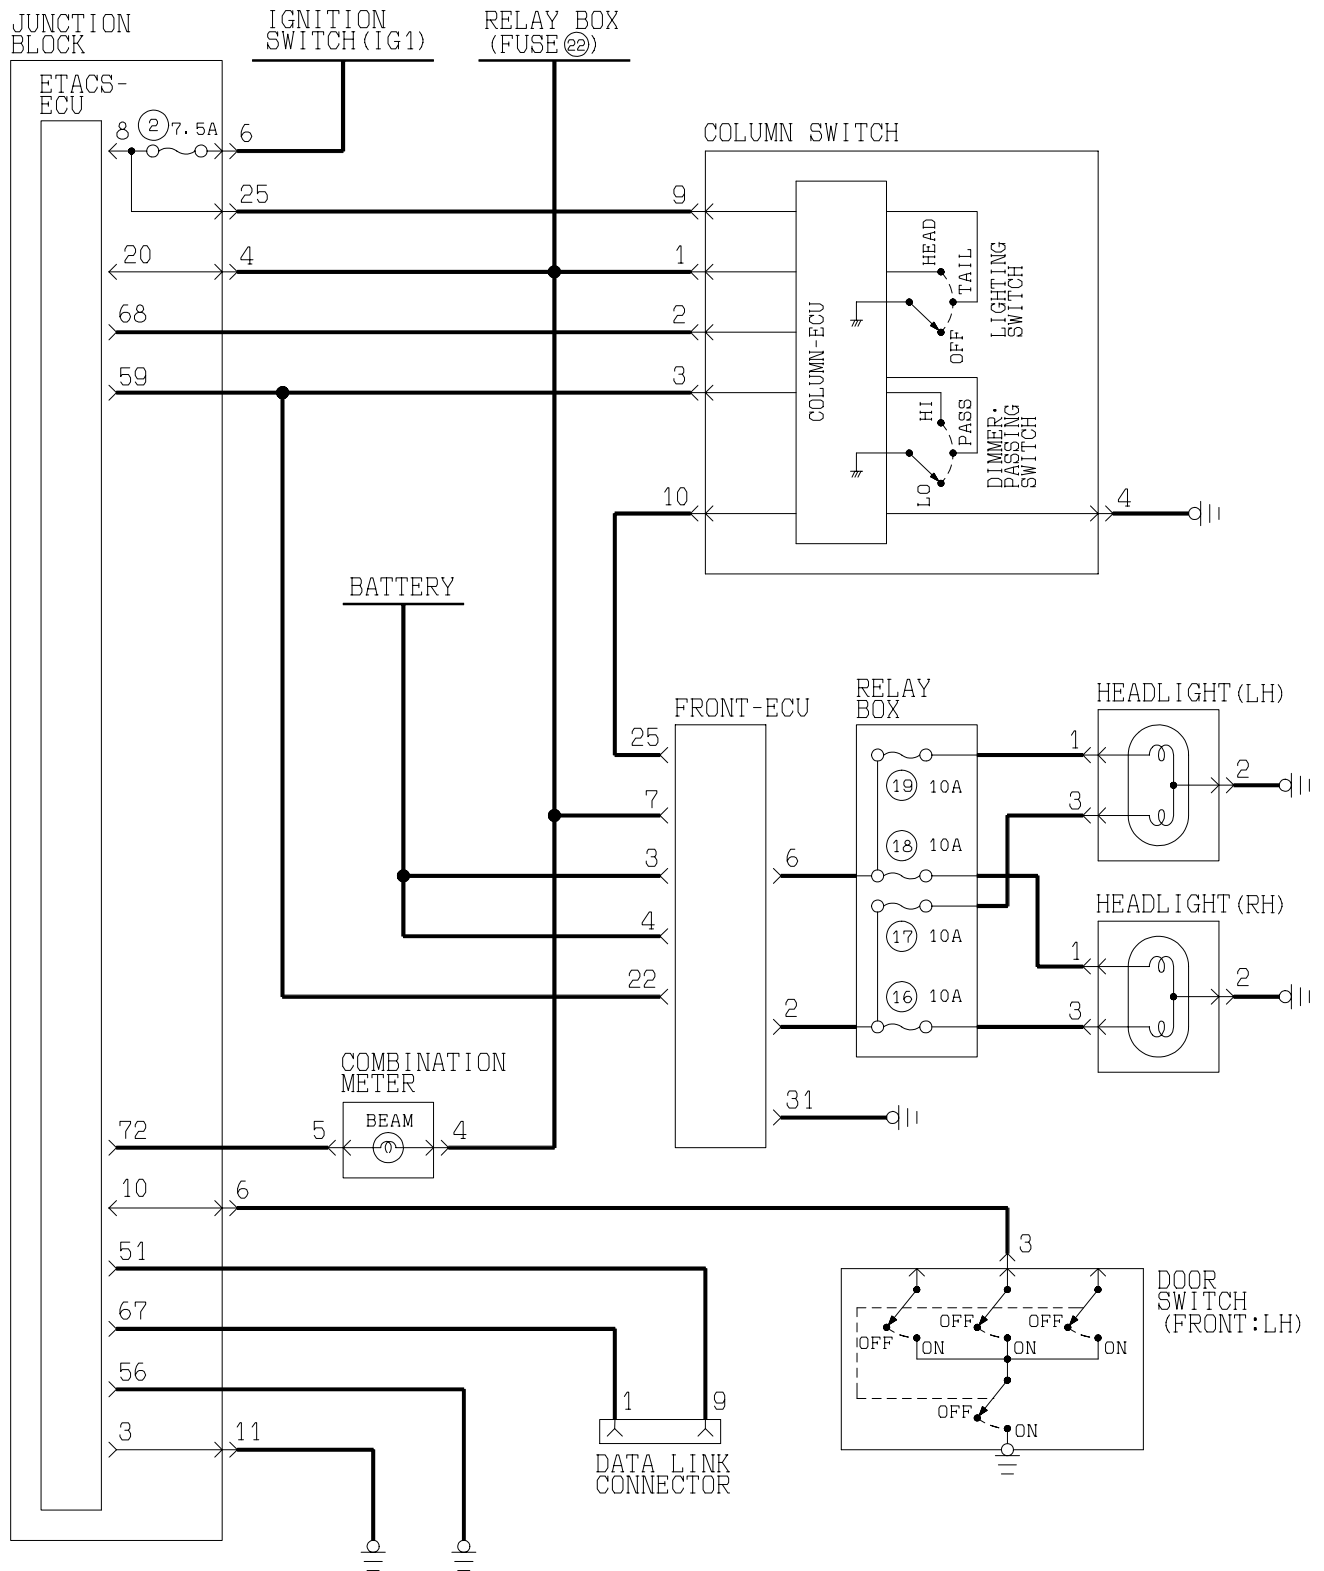 JUNCTION
BLOCK
IGNITION
SWITCH(IG1)
RELAY BOX
(FUSE㉒)
ETACS-
ECU
8
② 7.5A
6
COLUMN SWITCH
25
9
20
4
1
68
2
59
3
10
4
COLUMN-ECU
HEAD
TAIL
OFF
LIGHTING
SWITCH
HI
PASS
LO
DIMMER·
PASSING
SWITCH
BATTERY
FRONT-ECU
RELAY
BOX
HEADLIGHT(LH)
25
1
2
⑲ 10A
7
3
⑱ 10A
3
6
HEADLIGHT(RH)
4
⑰ 10A
1
2
22
⑯ 10A
2
3
COMBINATION
METER
31
BEAM
72
5
4
10
6
3
51
DOOR
SWITCH
(FRONT:LH)
OFF
ON
OFF
ON
OFF
ON
OFF
ON
67
56
1
9
3
11
DATA LINK
CONNECTOR